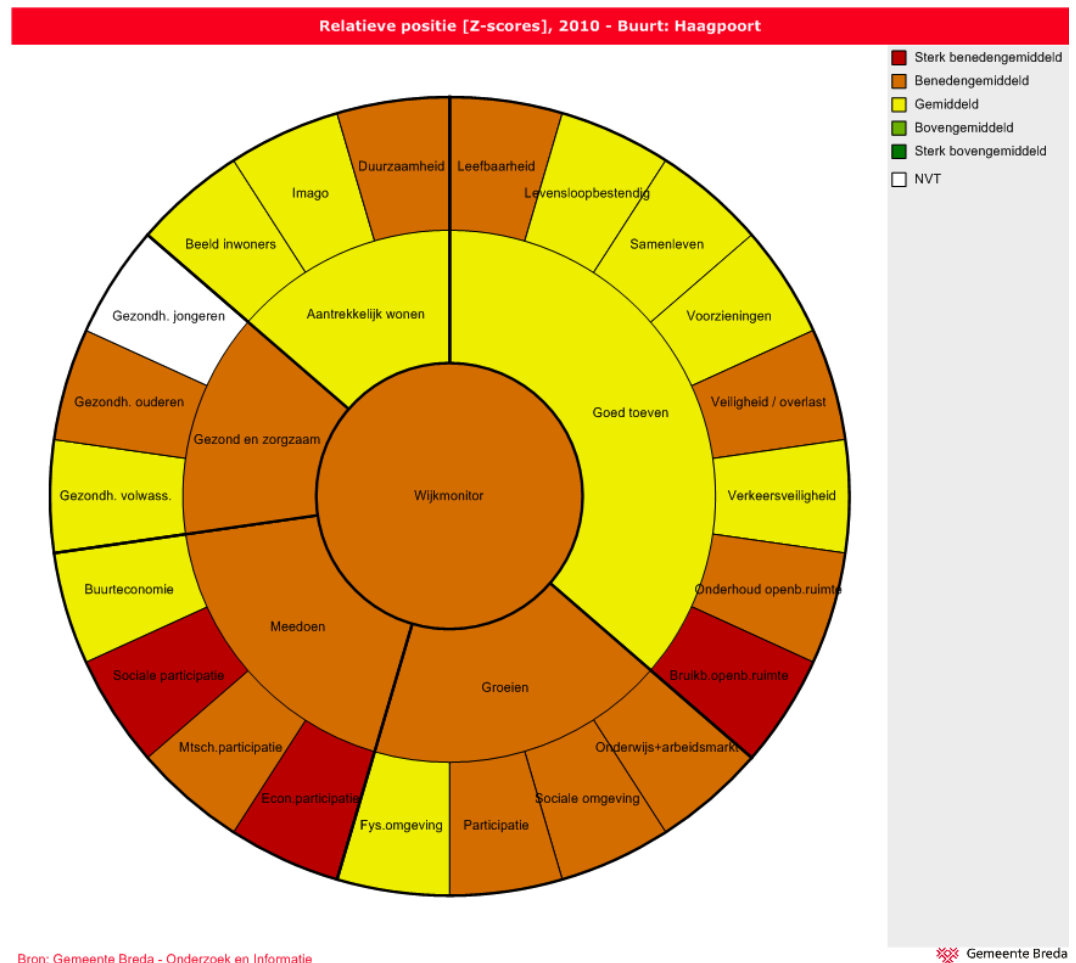 Relatieve positie [Z-scores], 2010 - Buurt: Haagpoort
Sterk benedengemiddeld
Benedengemiddeld
Gemiddeld
Bovengemiddeld
Sterk bovengemiddeld
NVT
Duurzaamheid
Leefbaarheid
Imago
Levensloopbestendig
Beeld inwoners
Samenleven
Gezondh. jongeren
Aantrekkelijk wonen
Voorzieningen
Gezondh. ouderen
Goed toeven
Veiligheid / overlast
Gezond en zorgzaam
Gezondh. volwass.
Wijkmonitor
Verkeersveiligheid
Buurteconomie
Onderhoud openb.ruimte
Meedoen
Sociale participatie
Groeien
Bruikb.openb.ruimte
Mtsch.participatie
Onderwijs+arbeidsmarkt
Econ.participatie
Sociale omgeving
Fys.omgeving
Participatie
Bron: Gemeente Breda - Onderzoek en Informatie
Gemeente Breda